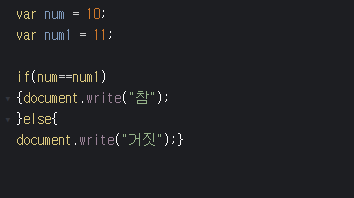 var num = 10;
var num1 = 11;
if(num==num1)
{document.write("참");
}else{
document.write("거짓");}